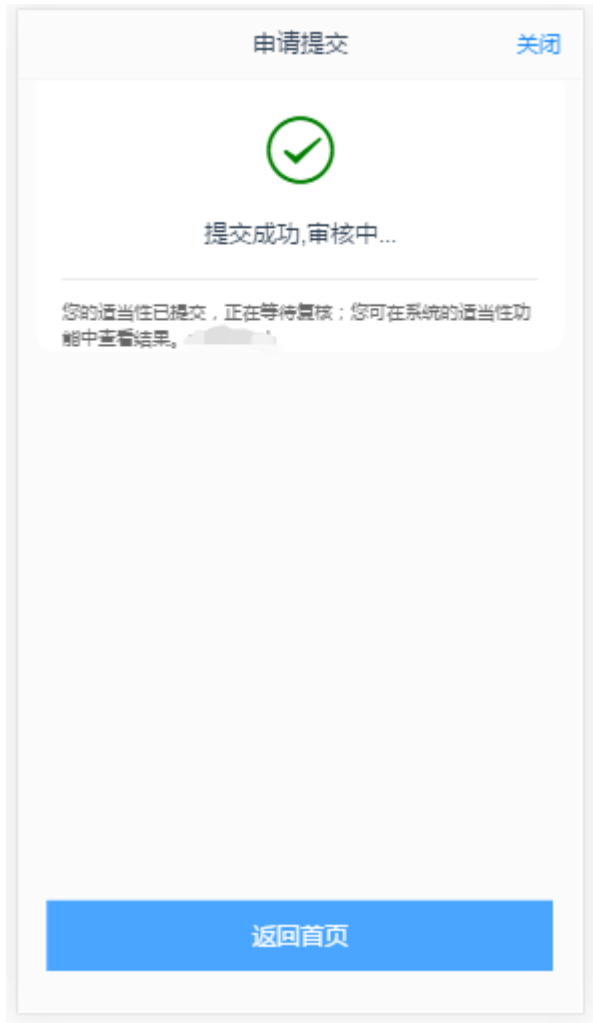 申请提交
关闭
提交成功,审核中...
您的适当性已提交，正在等待复核；您可在系统的适当性功
能中查看结果。
返回首页